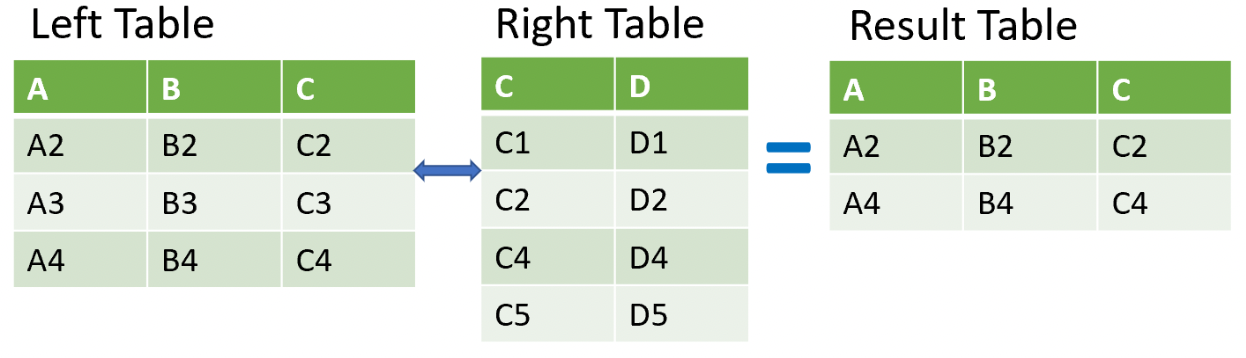 Left Table
A B C
A2 B2 C2
A3 B3 C3
A4 B4 C4
Right Table
C D
C1 D1
C2 D2
C4 D4
C5 D5
=
Result Table
A B C
A2 B2 C2
A4 B4 C4